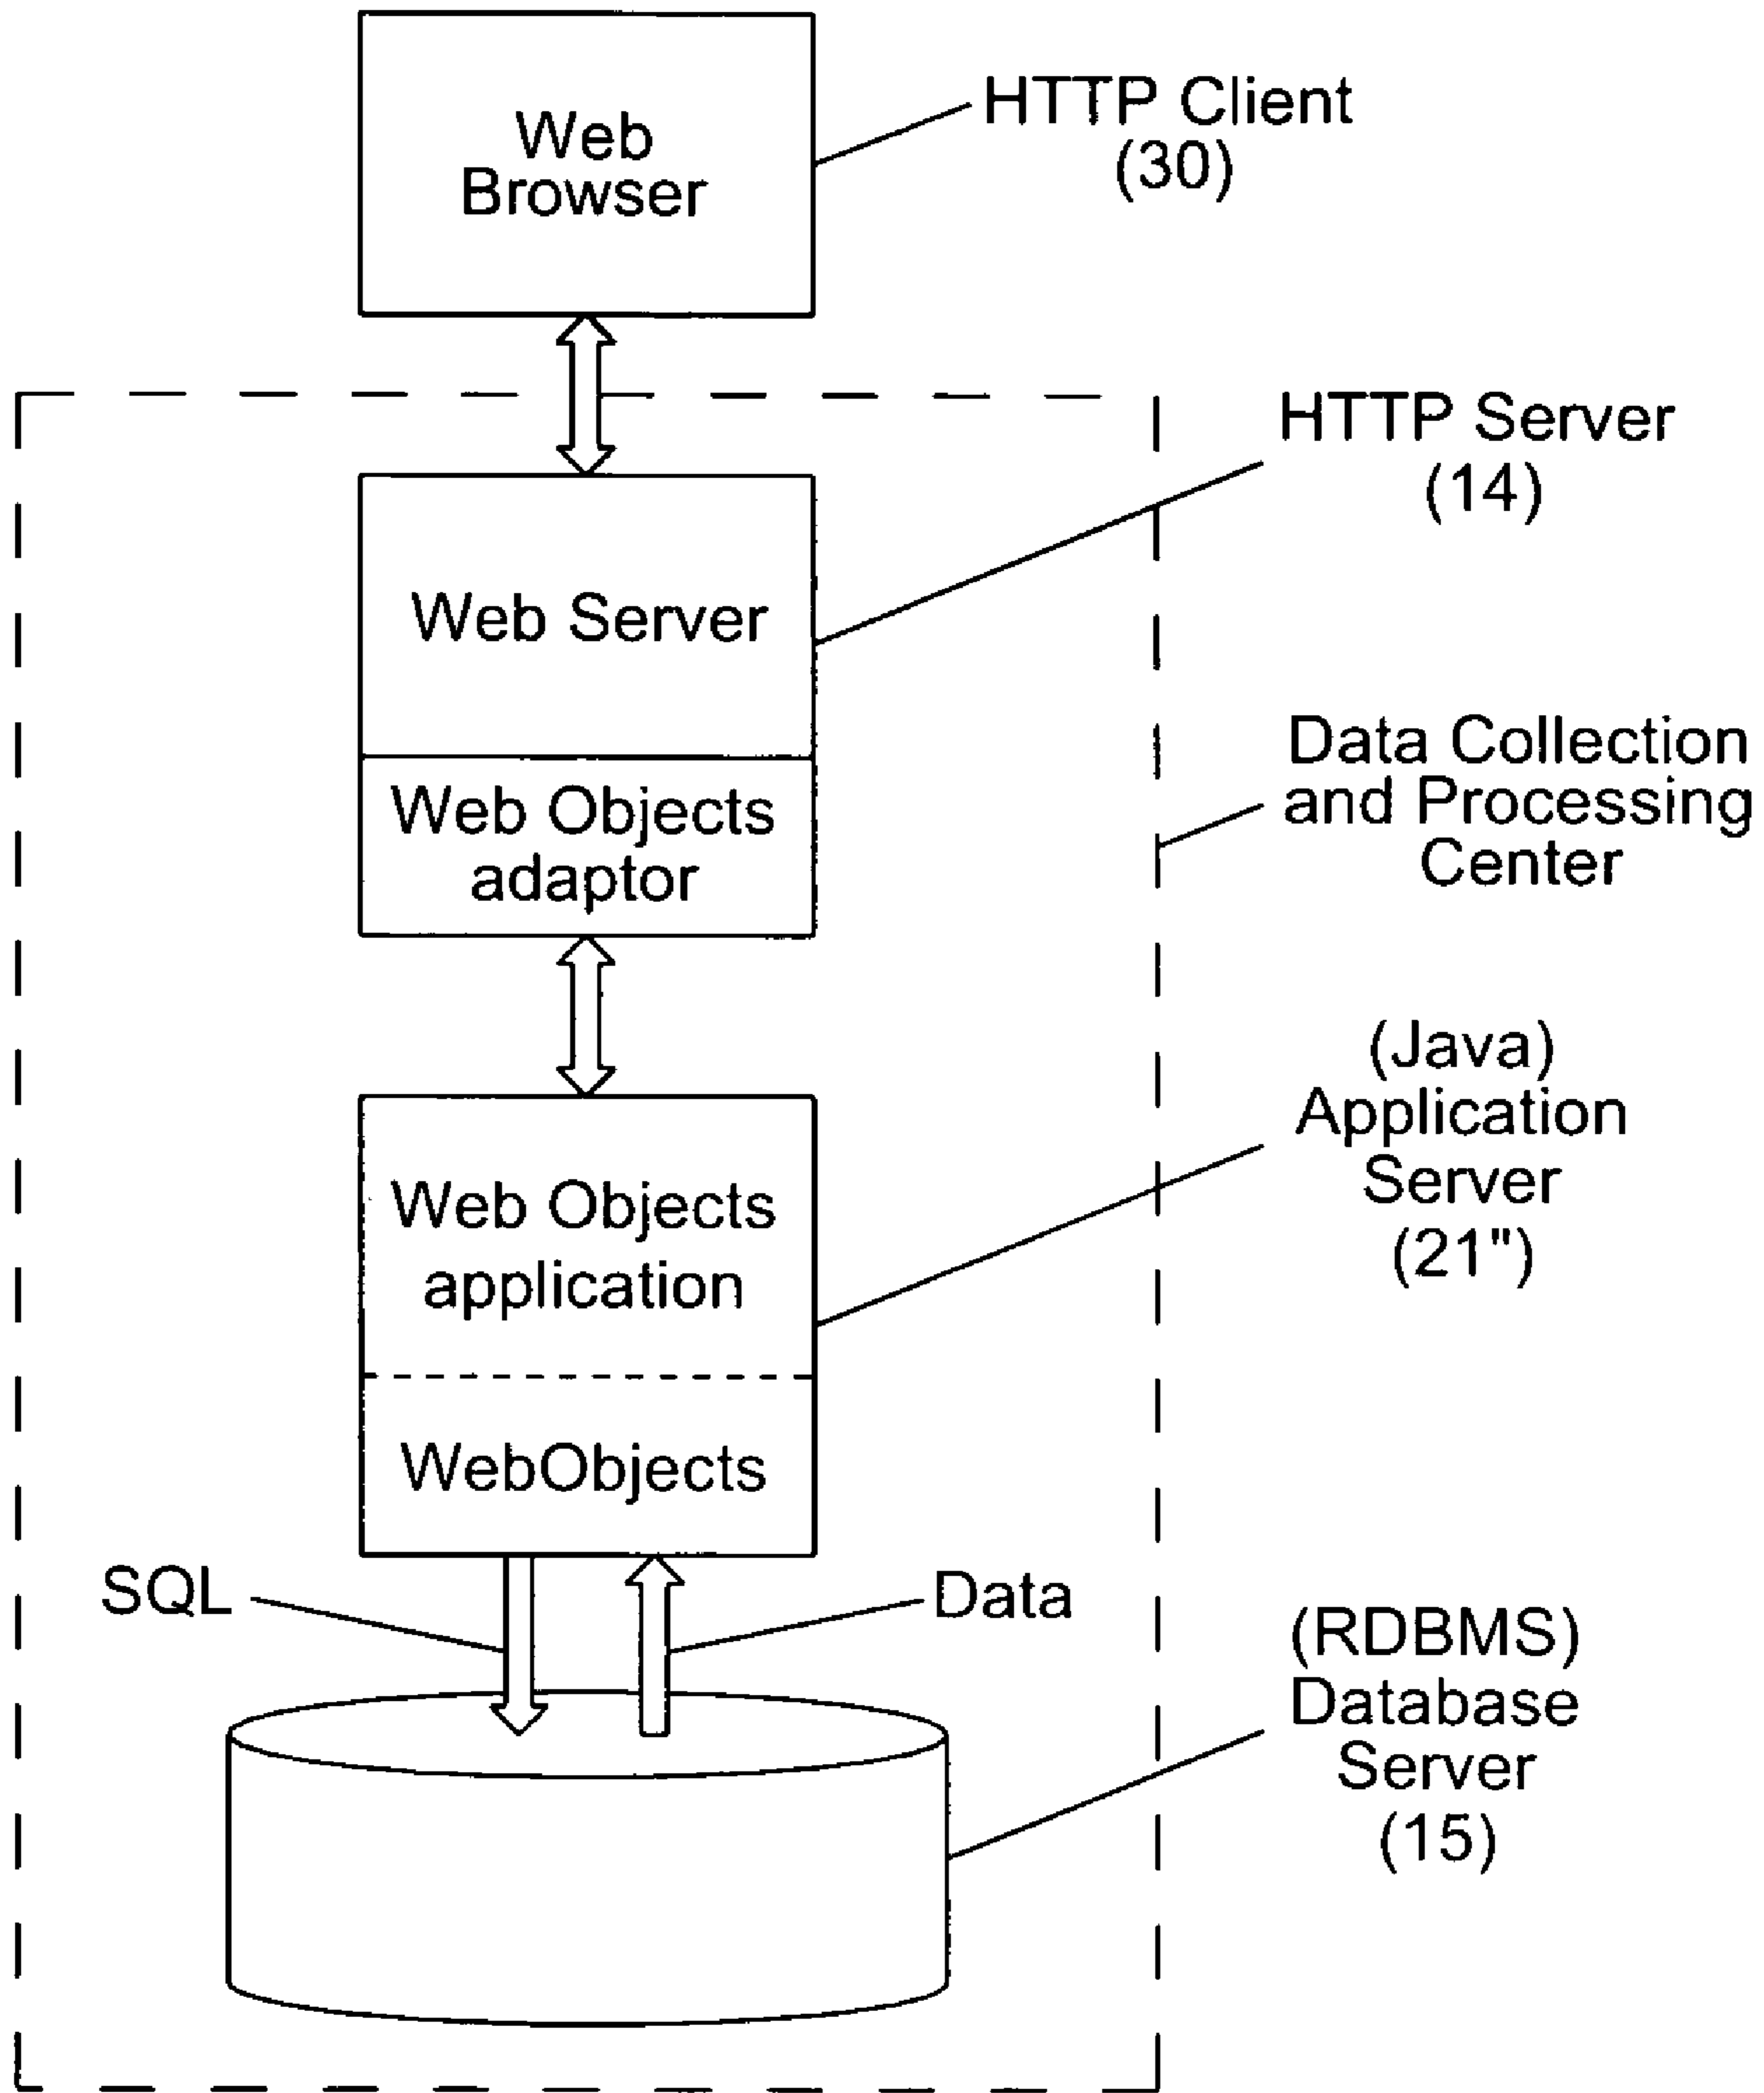 Web
Browser
HTTP Client
(30)
HTTP Server
(14)
Web Server
Web Objects
adaptor
Data Collection
and Processing
Center
(Java)
Application
Server
(21")
Web Objects
application
WebObjects
SQL
Data
(RDBMS)
Database
Server
(15)